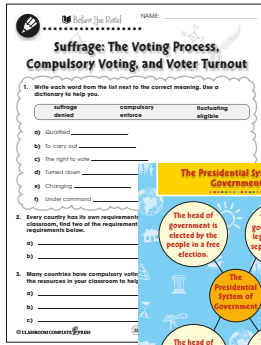 Before You Read
NAME:
Suffrage: The Voting Process,
Compulsory Voting, and Voter Turnout
1. Write each word from the list next to the correct meaning. Use a
dictionary to help you.
suffrage compulsory fluctuating
denied enforce eligible
a) Qualified
b) To carry out
c) The right to vote
d) Turned down
e) Changing
f) Under command
2. Every country has its own requirements
classroom, find two of the requirements
requirements below.
a)
b)
3. Many countries have compulsory voting
the resources in your classroom to help
a)
b)
c)
© CLASSROOM COMPLETE PRESS
The Presidential Sy
Government
The head of
government is
elected by the
people in a free
election.
The
Presidential
System of
Government
The head of